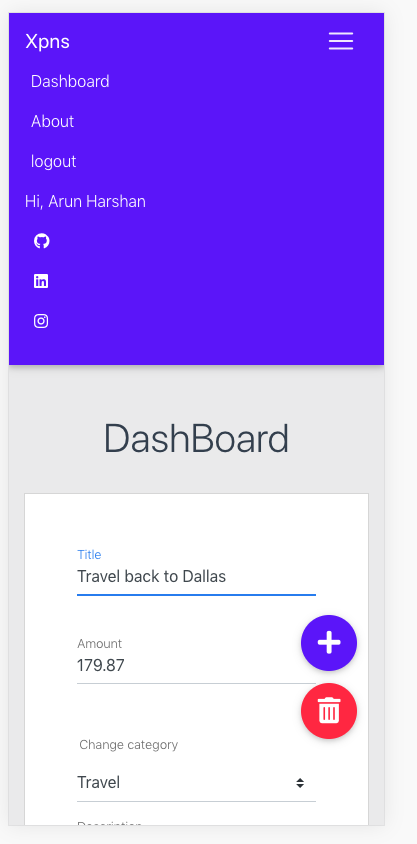 Xpns
Dashboard
About
logout
Hi, Arun Harshan
DashBoard
Title
Travel back to Dallas
Amount
179.87
Change category
Travel
Description